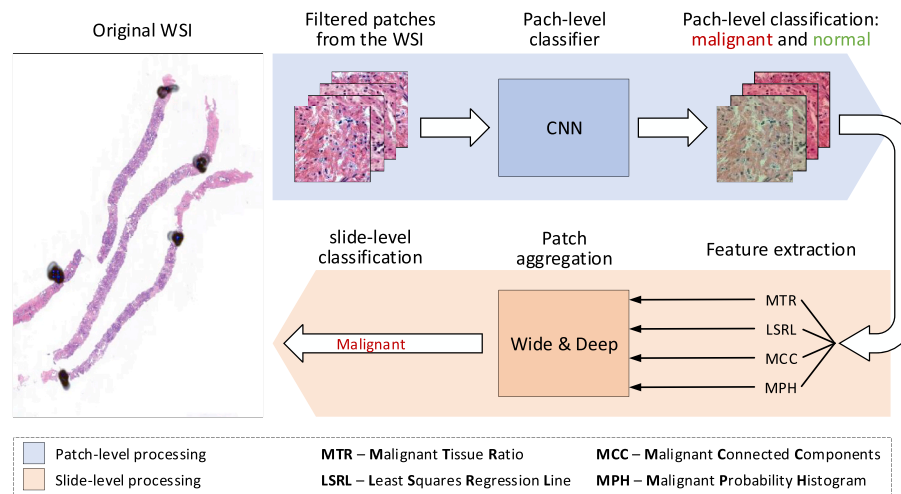 Original WSI
Filtered patches
from the WSI
Pach-level
classifier
Pach-level classification:
malignant and normal
CNN
slide-level
classification
Patch
aggregation
Feature extraction
Malignant
Wide & Deep
MTR
LSRL
MCC
MPH
Patch-level processing
MTR – Malignant Tissue Ratio
MCC – Malignant Connected Components
Slide-level processing
LSRL – Least Squares Regression Line
MPH – Malignant Probability Histogram